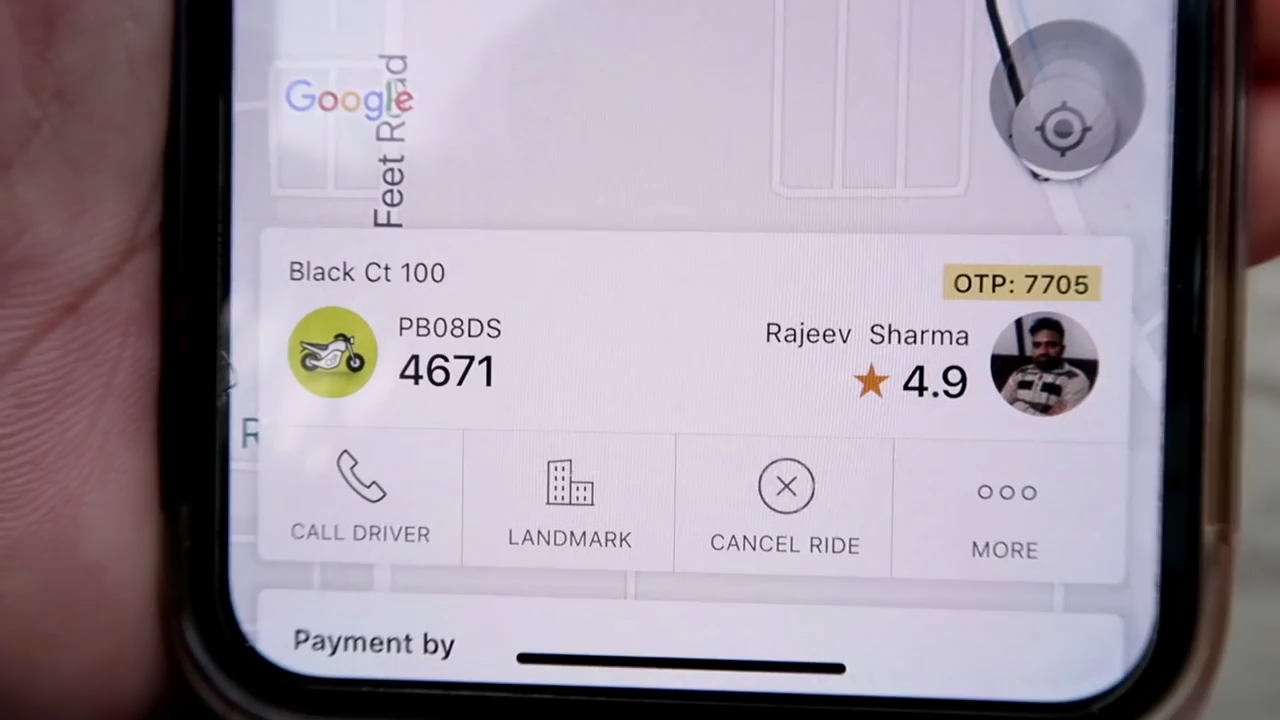 Google
Feet Road
Black Ct 100
OTP: 7705
PB08DS
4671
Rajeev Sharma
4.9
R
CALL DRIVER
LANDMARK
CANCEL RIDE
MORE
Payment by